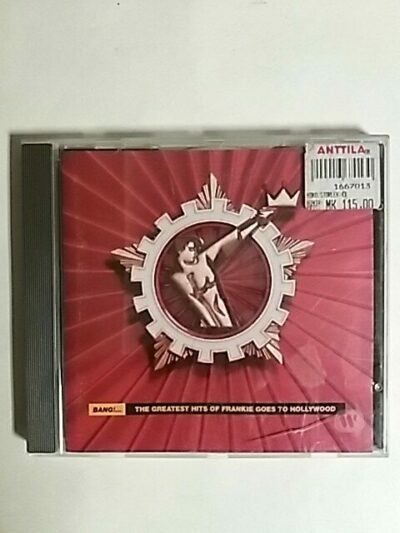 ANTTILA
1667013
MK 115.00
BANG!...
THE GREATEST HITS OF FRANKIE GOES TO HOLLYWOOD